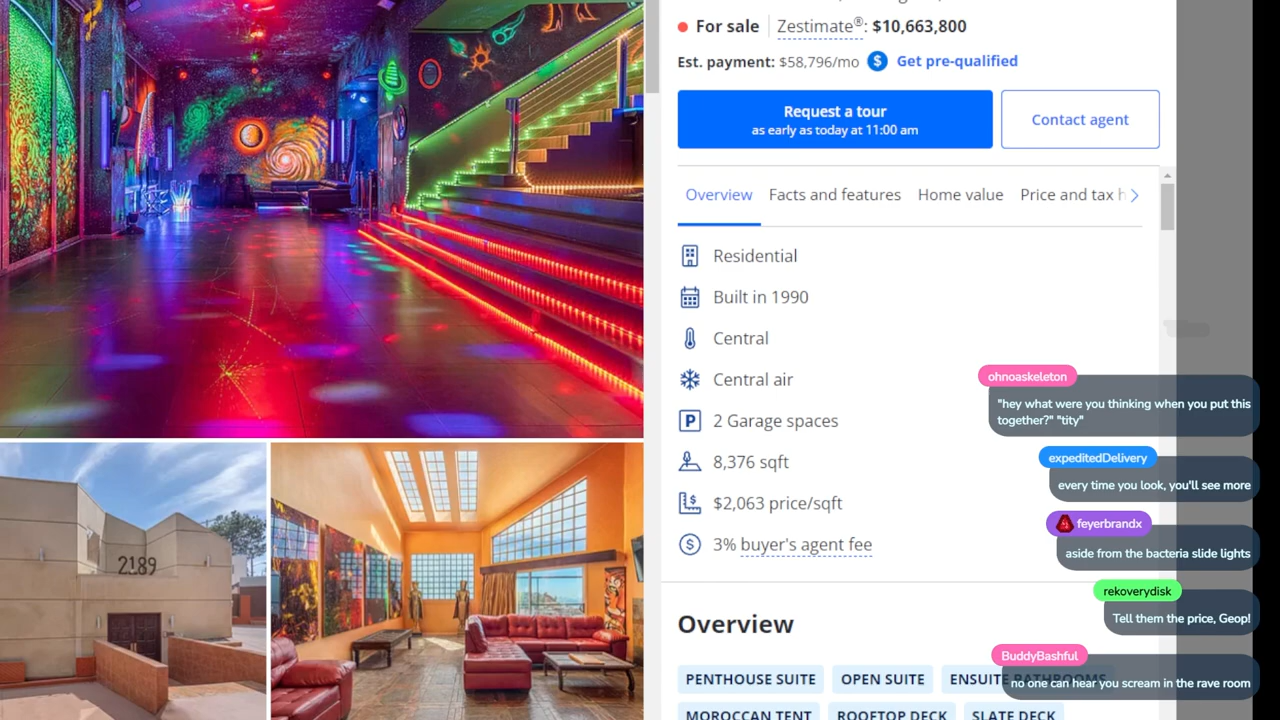 For sale
Zestimate®: $10,663,800
Est. payment: $58,796/mo
$
Get pre-qualified
Request a tour
as early as today at 11:00 am
Contact agent
Overview
Facts and features
Home value
Price and tax h
Residential
Built in 1990
Central
Central air
P
2 Garage spaces
8,376 sqft
$
$2,063 price/sqft
$
3% buyer's agent fee
Overview
PENTHOUSE SUITE
OPEN SUITE
ENSUITE BATHROOMS
MOROCCAN TENT
ROOFTOP DECK
SLATE DECK
2189
ohnoaskeleton
"hey what were you thinking when you put this
together?" "tity"
expeditedDelivery
every time you look, you'll see more
feyerbrandx
aside from the bacteria slide lights
rekoverydisk
Tell them the price, Geop!
BuddyBashful
no one can hear you scream in the rave room